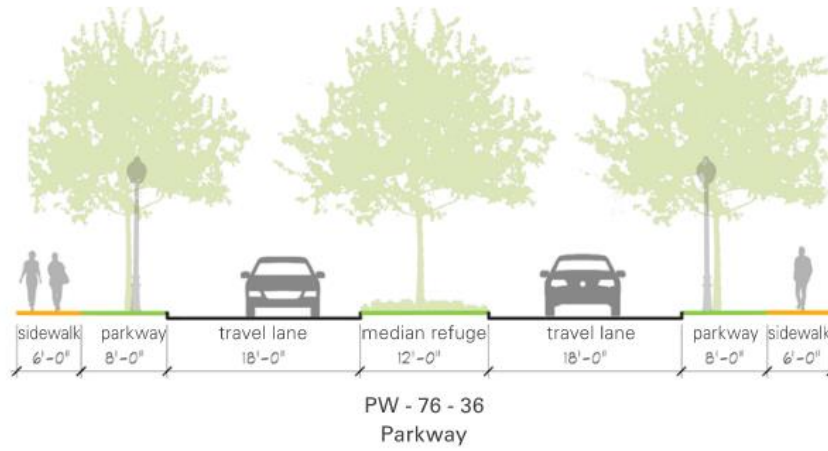 sidewalk parkway travel lane median refuge travel lane parkway sidewalk
6'-0" 8'-0" 18'-0" 12'-0" 18'-0" 8'-0" 6'-0"
PW - 76 - 36
Parkway